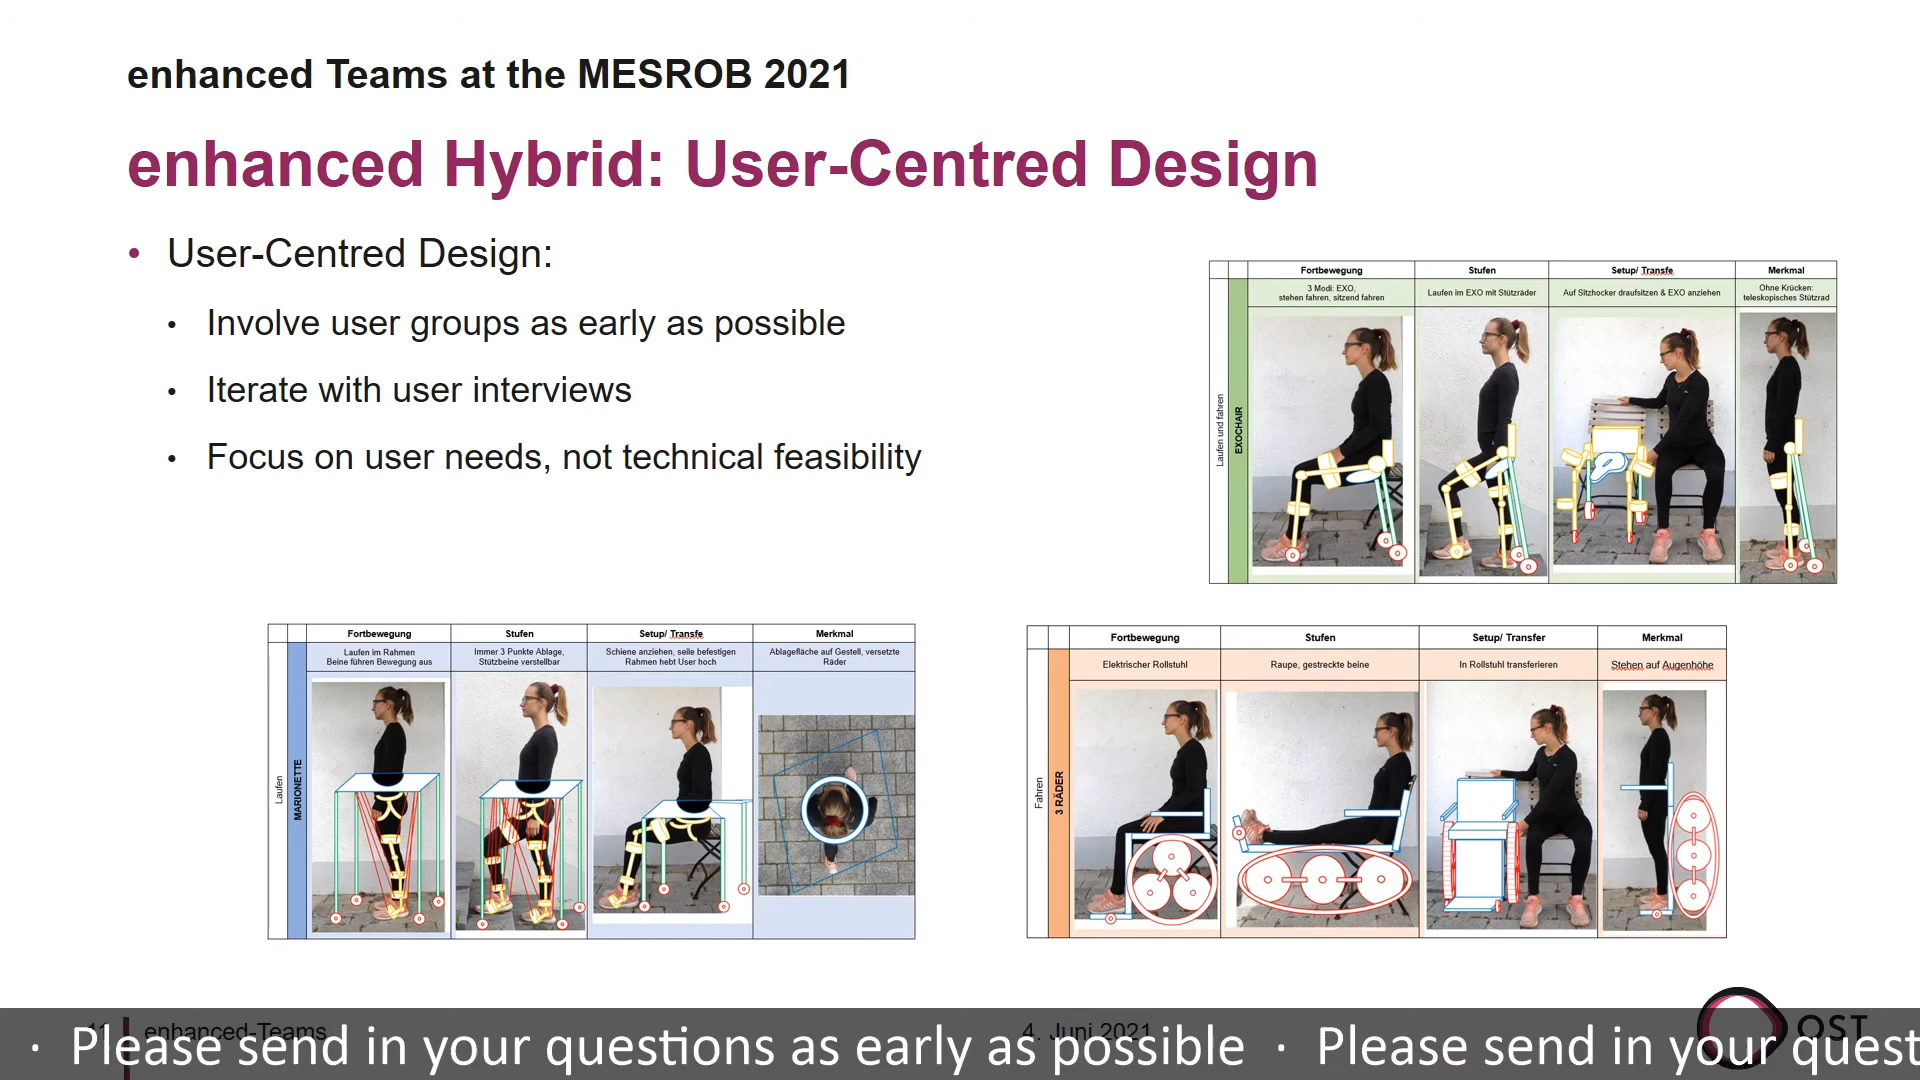 enhanced Teams at the MESROB 2021
enhanced Hybrid: User-Centred Design
• User-Centred Design:
• Involve user groups as early as possible
• Iterate with user interviews
• Focus on user needs, not technical feasibility
Fortbewegung Stufen Setup/ Transfe Merkmal
3 Modi: EXO,
stehen fahren, sitzend fahren
Laufen im EXO mit Stützräder
Auf Sitzhocker draufsitzen & EXO anziehen
Ohne Krücken:
teleskopisches Stützrad
Laufen und fahren
EXOCHAIR
Fortbewegung Stufen Setup/ Transfe Merkmal
Laufen im Rahmen
Beine führen Bewegung aus
Immer 3 Punkte Ablage,
Stützbeine verstellbar
Schiene anziehen, seile befestigen
Rahmen hebt User hoch
Ablagefläche auf Gestell, versetzte
Räder
Laufen
MARIONETTE
Fortbewegung Stufen Setup/ Transfer Merkmal
Elektrischer Rollstuhl
Raupe, gestreckte beine
In Rollstuhl transferieren
Stehen auf Augenhöhe
Fahren
3 RÄDER
enhanced-Teams
4. Juni 2021
OST
· Please send in your questions as early as possible · Please send in your quest